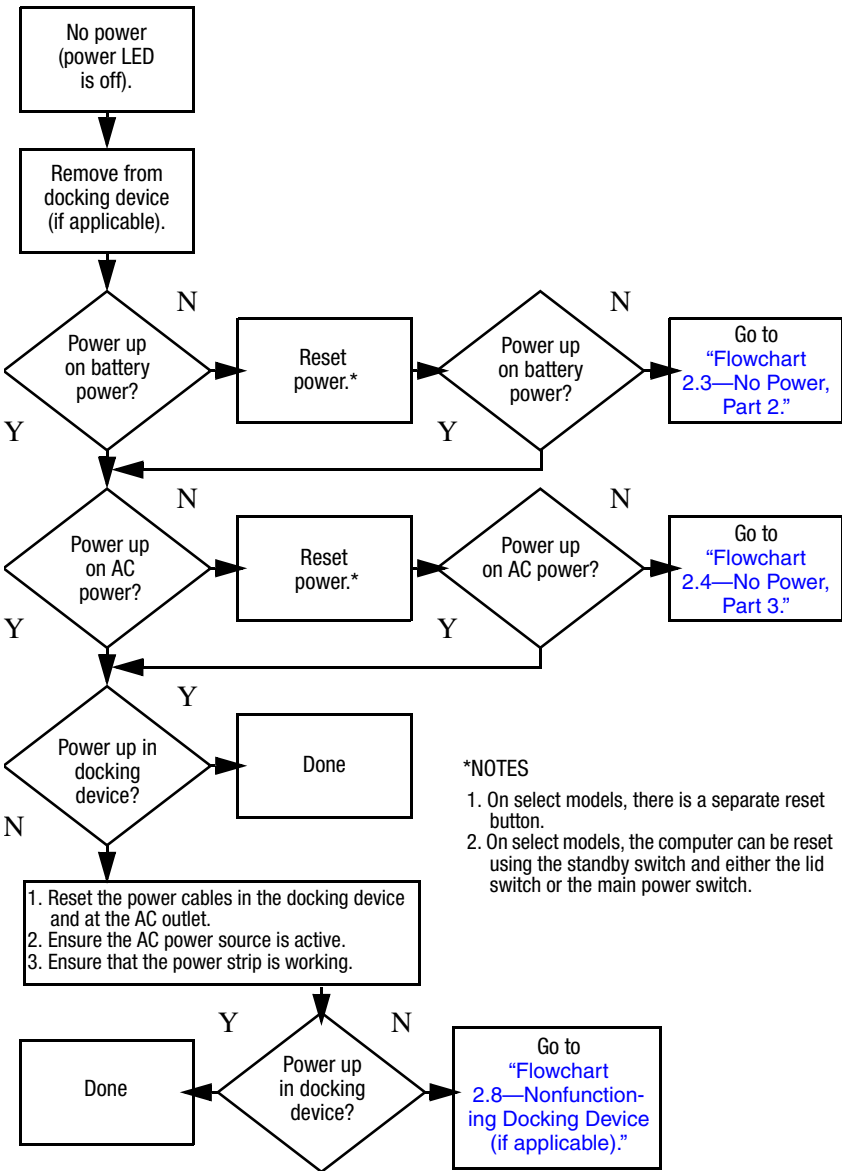 No power
(power LED
is off).
Remove from
docking device
(if applicable).
N
N
Power up
on battery
power?
Reset
power.*
Power up
on battery
power?
Go to
“Flowchart
2.3—No Power,
Part 2.”
Y
Y
N
N
Power up
on AC
power?
Reset
power.*
Power up
on AC power?
Go to
“Flowchart
2.4—No Power,
Part 3.”
Y
Y
Y
Power up in
docking
device?
Done
N
*NOTES
1. On select models, there is a separate reset
button.
2. On select models, the computer can be reset
using the standby switch and either the lid
switch or the main power switch.
1. Reset the power cables in the docking device
and at the AC outlet.
2. Ensure the AC power source is active.
3. Ensure that the power strip is working.
Y
N
Done
Power up
in docking
device?
Go to
“Flowchart
2.8—Nonfunction-
ing Docking Device
(if applicable).”